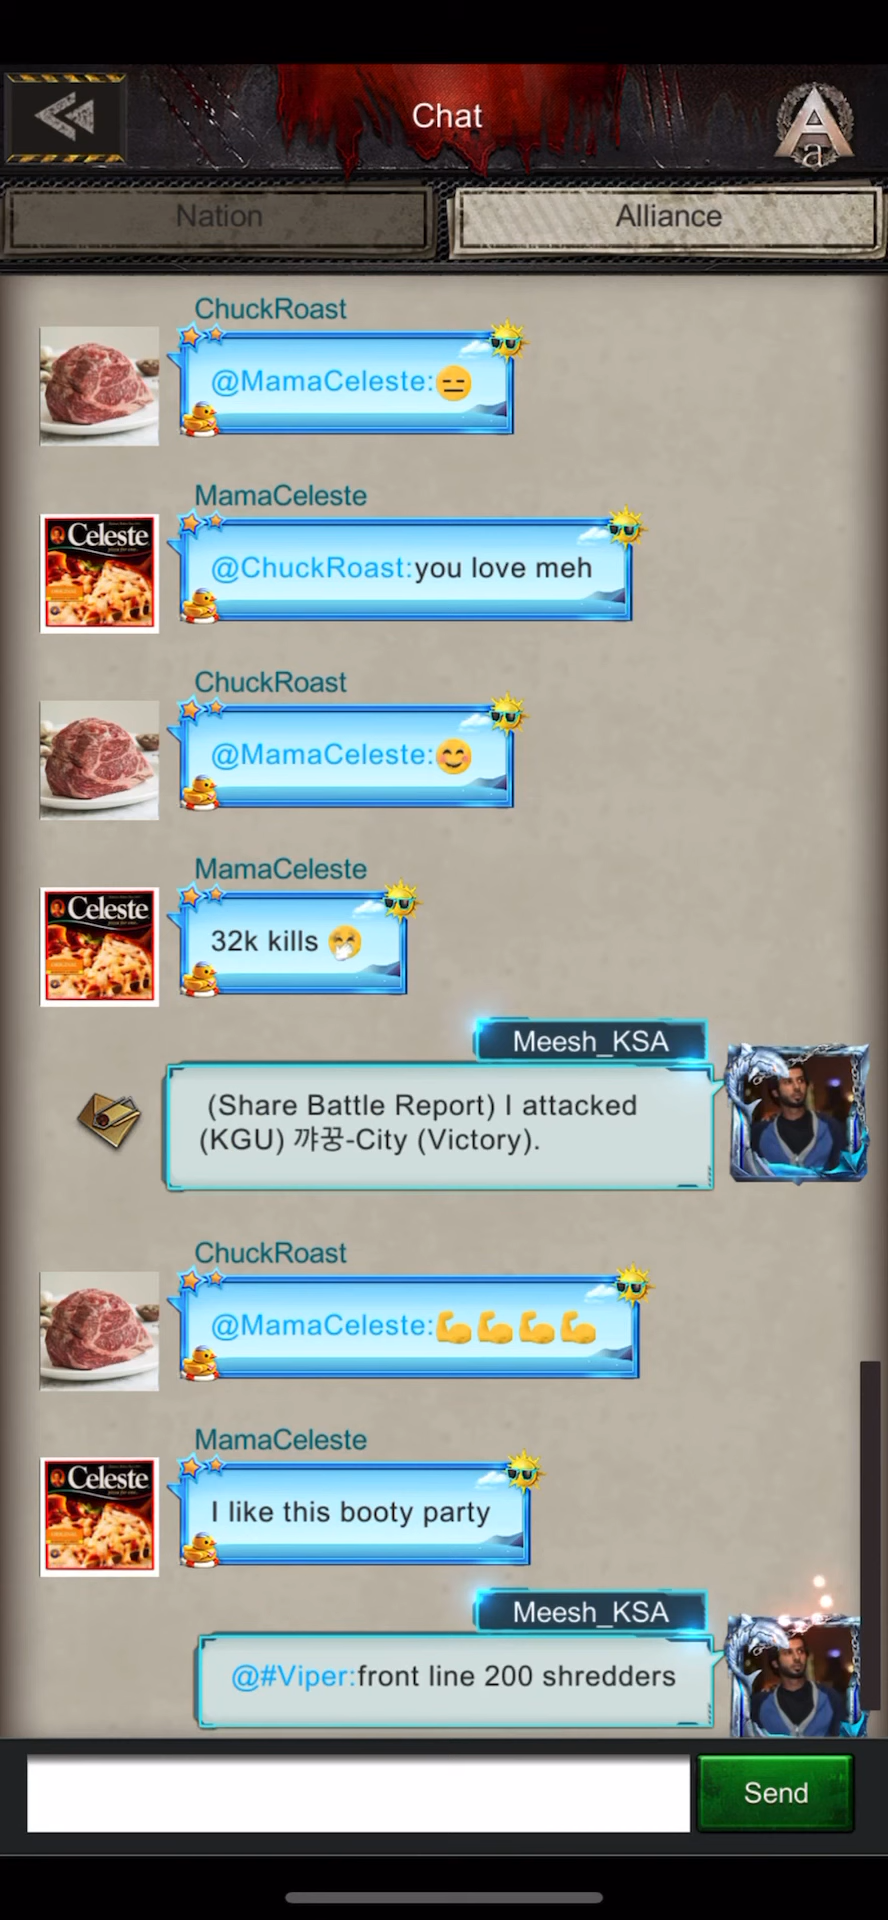 Chat
Nation
Alliance
ChuckRoast
@MamaCeleste:😑
MamaCeleste
Celeste
@ChuckRoast:you love meh
ChuckRoast
@MamaCeleste:😊
MamaCeleste
Celeste
32k kills 🤭
Meesh_KSA
(Share Battle Report) I attacked
(KGU) 꺄꿍-City (Victory).
ChuckRoast
@MamaCeleste:💪💪💪💪
MamaCeleste
Celeste
I like this booty party
Meesh_KSA
@#Viper:front line 200 shredders
Send